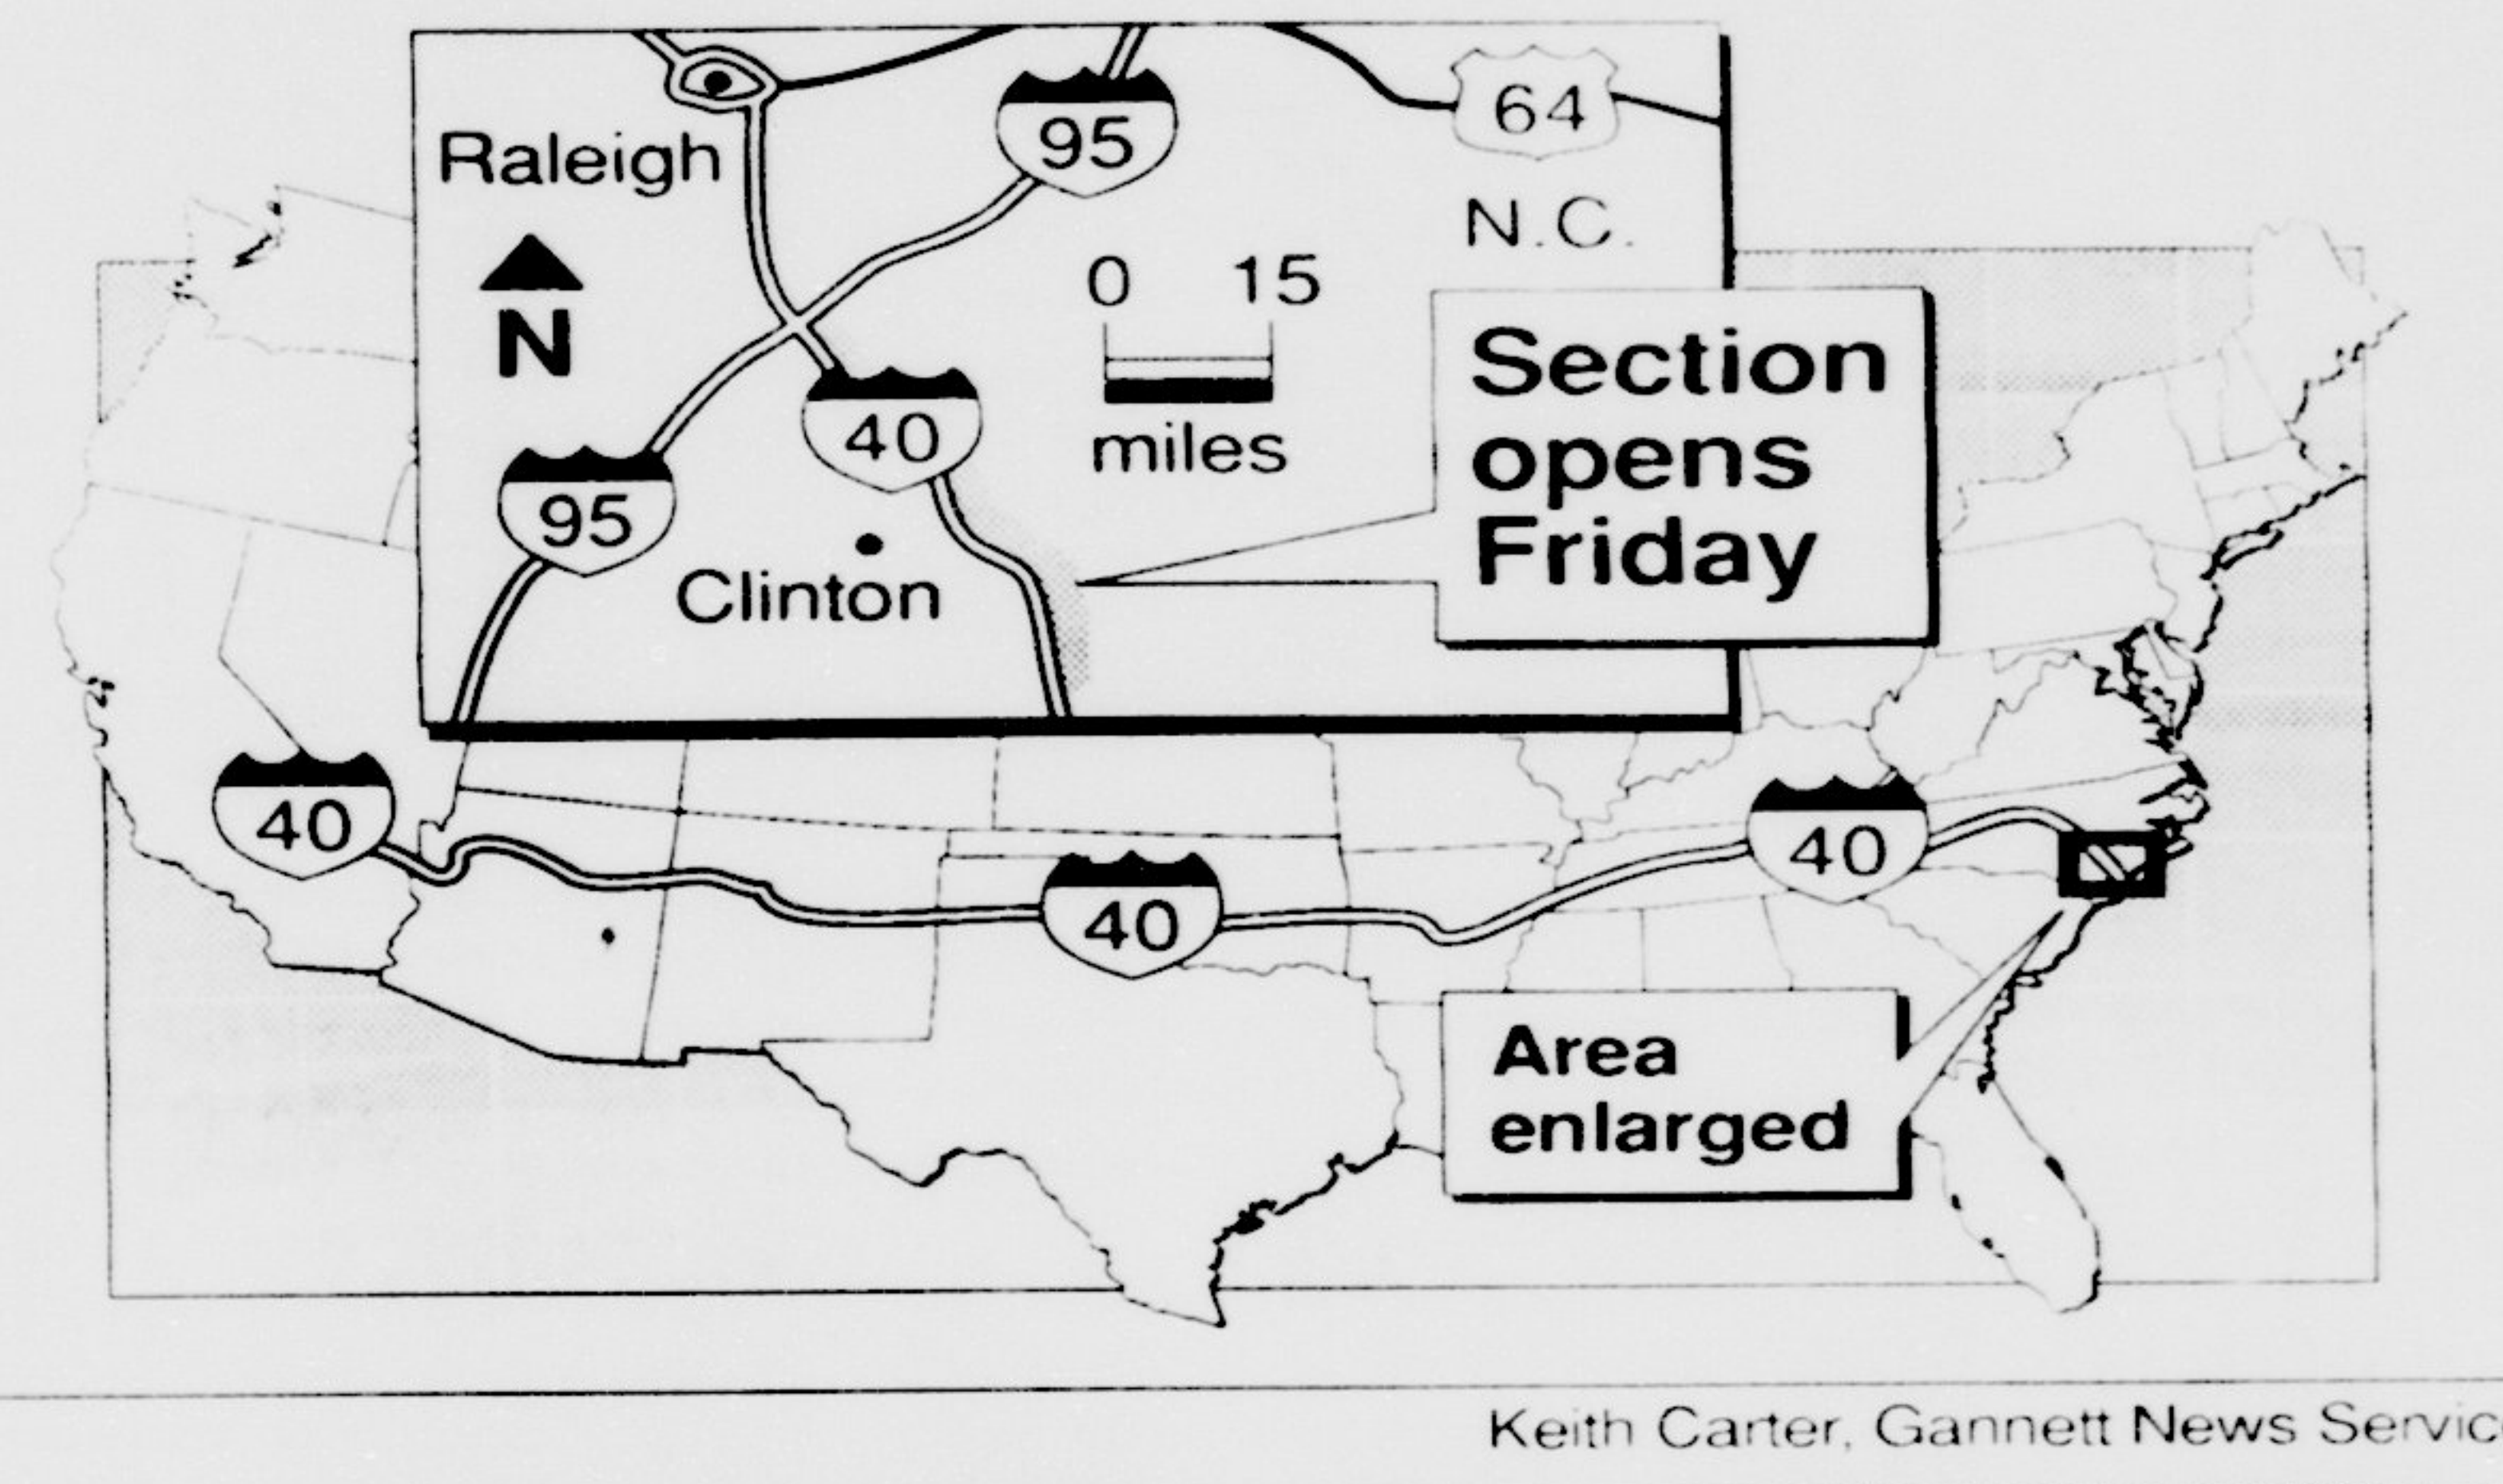 64
95
Raleigh
N.C.
0 15
N
Section
40
miles
opens
95
Friday
Clinton
40
40
40
Area
enlarged
Keith Carter, Gannett News Servic